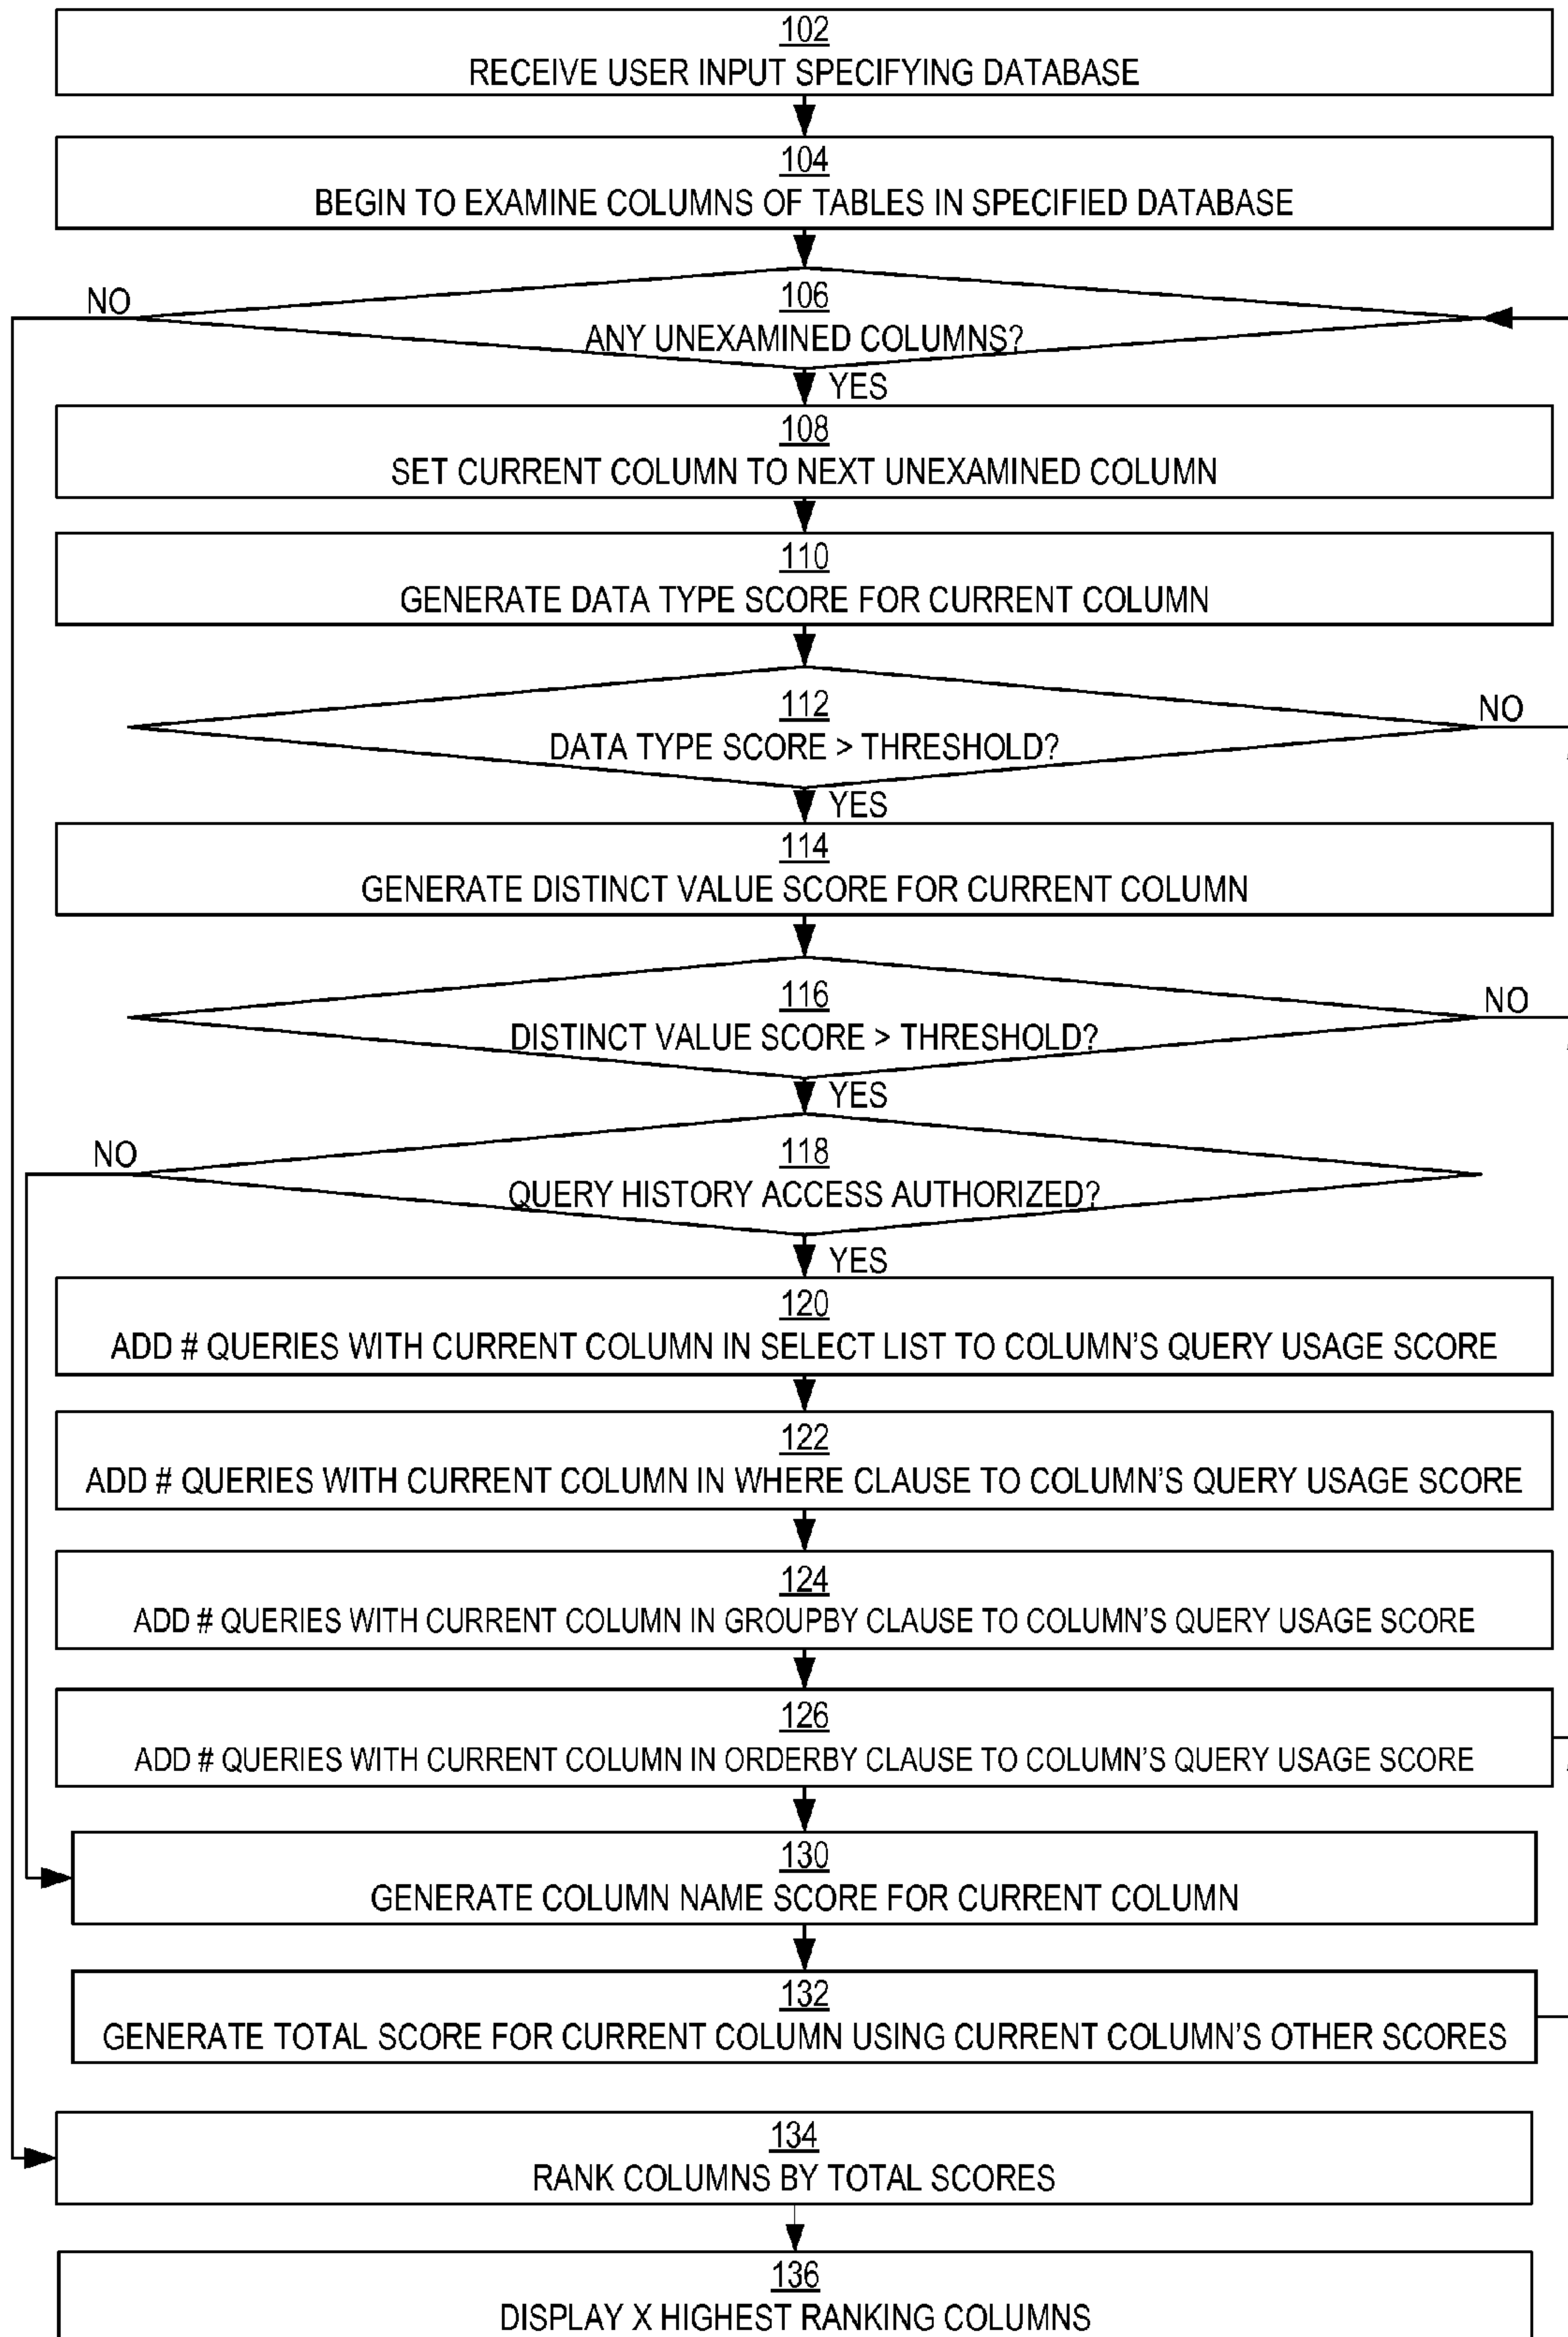 102
RECEIVE USER INPUT SPECIFYING DATABASE
104
BEGIN TO EXAMINE COLUMNS OF TABLES IN SPECIFIED DATABASE
NO
106
ANY UNEXAMINED COLUMNS?
YES
108
SET CURRENT COLUMN TO NEXT UNEXAMINED COLUMN
110
GENERATE DATA TYPE SCORE FOR CURRENT COLUMN
112
NO
DATA TYPE SCORE > THRESHOLD?
YES
114
GENERATE DISTINCT VALUE SCORE FOR CURRENT COLUMN
116
NO
DISTINCT VALUE SCORE > THRESHOLD?
YES
NO
118
QUERY HISTORY ACCESS AUTHORIZED?
YES
120
ADD # QUERIES WITH CURRENT COLUMN IN SELECT LIST TO COLUMN'S QUERY USAGE SCORE
122
ADD # QUERIES WITH CURRENT COLUMN IN WHERE CLAUSE TO COLUMN'S QUERY USAGE SCORE
124
ADD # QUERIES WITH CURRENT COLUMN IN GROUPBY CLAUSE TO COLUMN'S QUERY USAGE SCORE
126
ADD # QUERIES WITH CURRENT COLUMN IN ORDERBY CLAUSE TO COLUMN'S QUERY USAGE SCORE
130
GENERATE COLUMN NAME SCORE FOR CURRENT COLUMN
132
GENERATE TOTAL SCORE FOR CURRENT COLUMN USING CURRENT COLUMN'S OTHER SCORES
134
RANK COLUMNS BY TOTAL SCORES
136
DISPLAY X HIGHEST RANKING COLUMNS